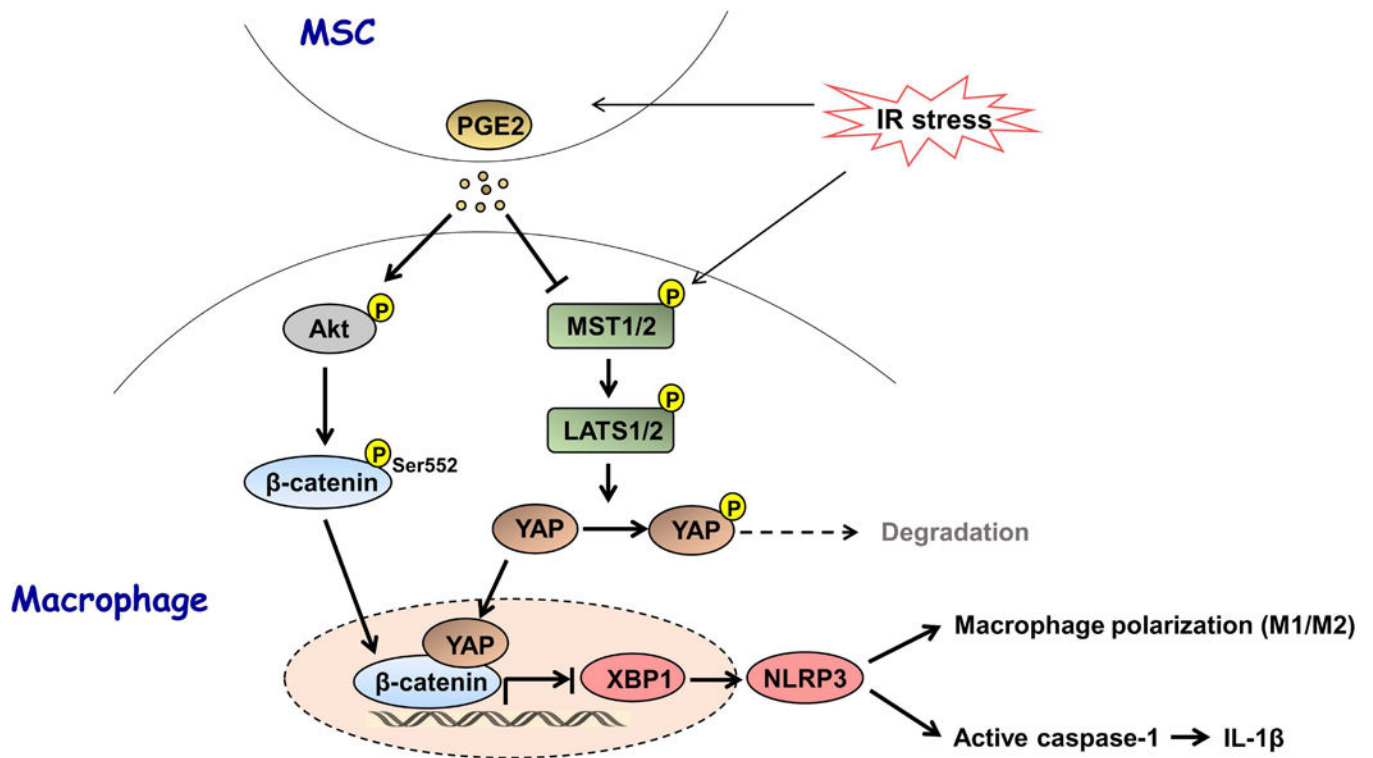 MSC
PGE2
IR stress
Akt
P
MST1/2
P
LATS1/2
P
β-catenin
P
Ser552
YAP
YAP
P
Degradation
Macrophage
YAP
β-catenin
XBP1
NLRP3
Macrophage polarization (M1/M2)
Active caspase-1
IL-1β